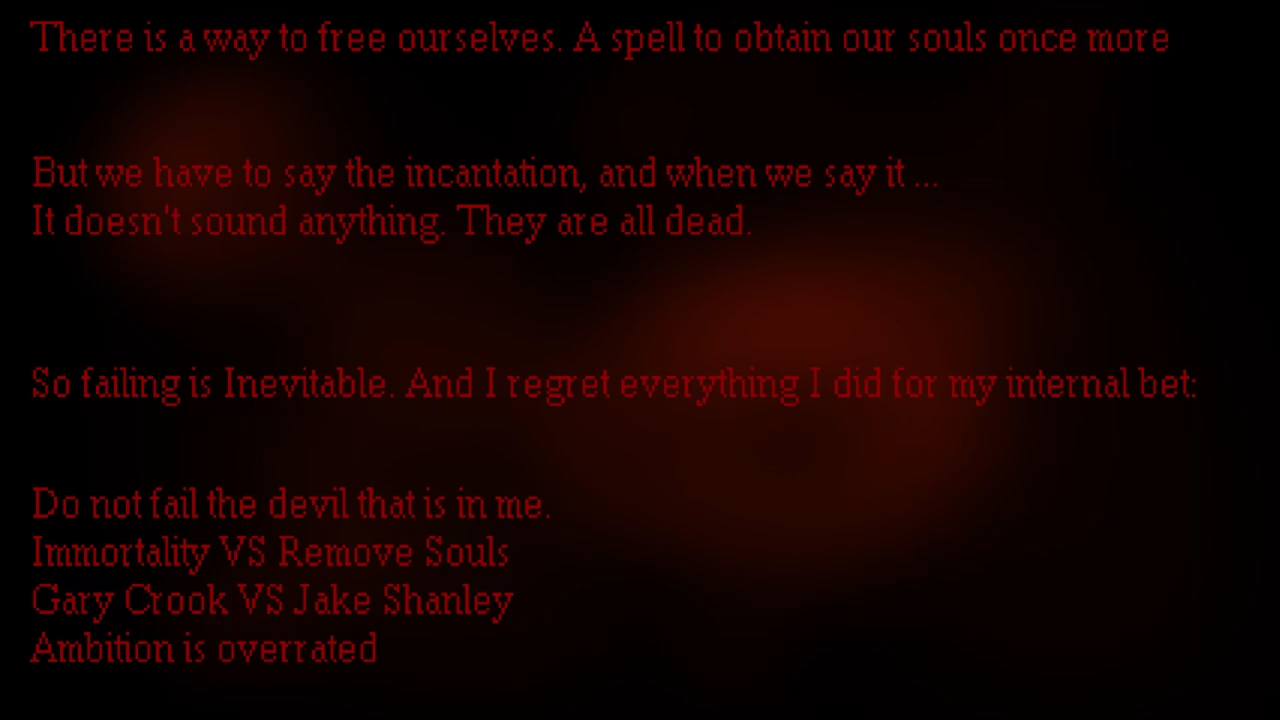 There is a way to free ourselves. A spell to obtain our souls once more
But we have to say the incantation, and when we say it ...
It doesn't sound anything. They are all dead.
So failing is Inevitable. And I regret everything I did for my internal bet:
Do not fail the devil that is in me.
Immortality VS Remove Souls
Gary Crook VS Jake Shanley
Ambition is overrated